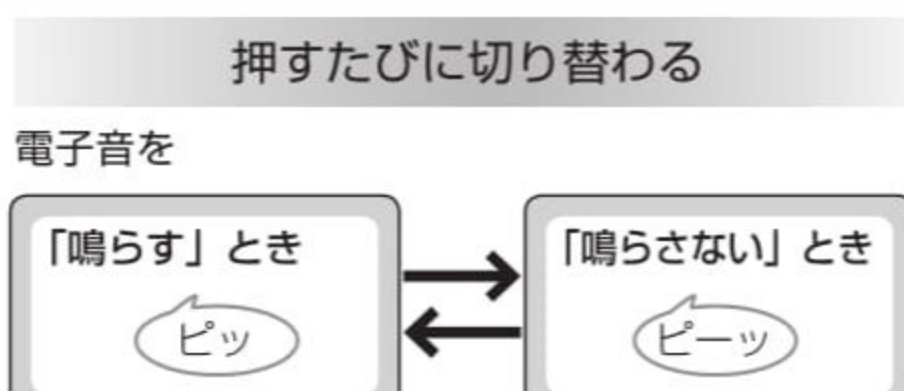 押すたびに切り替わる
電子音を
「鳴らす」とき
「鳴らさない」とき
ピッ
ピーッ